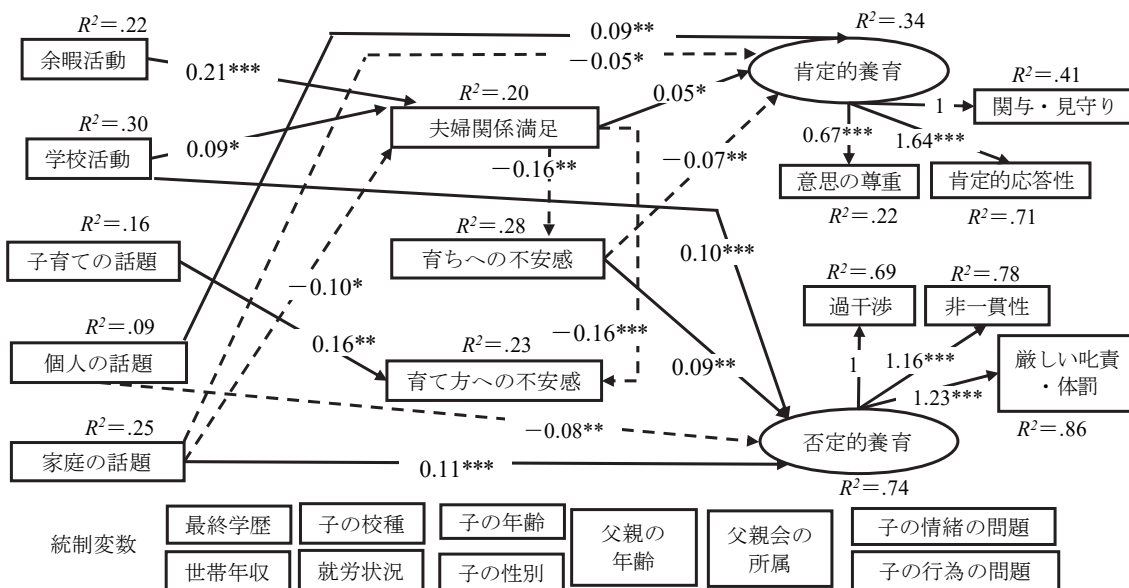 R²=.22
余暇活動
0.21***
R²=.30
学校活動
0.09*
R²=.16
子育ての話題
0.16**
R²=.09
個人の話題
R²=.25
家庭の話題
0.11***
0.09**
−0.05*
R²=.20
夫婦関係満足
0.05*
−0.16**
R²=.28
育ちへの不安感
−0.07**
−0.10*
−0.16***
R²=.23
育て方への不安感
0.10***
0.09**
−0.08**
R²=.34
肯定的養育
1
R²=.41
関与・見守り
0.67***
1.64***
意思の尊重
R²=.22
肯定的応答性
R²=.71
R²=.69
過干渉
R²=.78
非一貫性
厳しい叱責
・体罰
R²=.86
1
1.16***
1.23***
否定的養育
R²=.74
統制変数
最終学歴
子の校種
子の年齢
父親の
年齢
父親会の
所属
子の情緒の問題
世帯年収
就労状況
子の性別
子の行為の問題